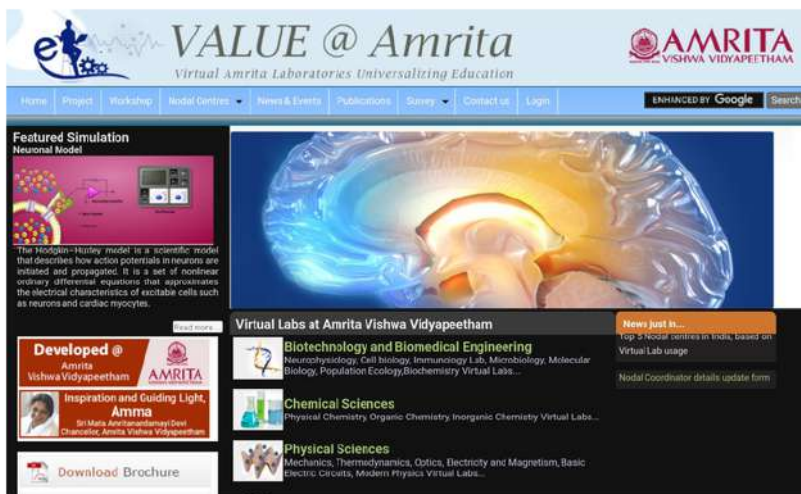 VALUE @ Amrita
Virtual Amrita Laboratories Universalizing Education
AMRITA
VISHWA VIDYAPEETHAM
Home Project Workshop Nodal Centres News & Events Publications Survey Contact us Login
ENHANCED BY Google Search
Featured Simulation
Neuronal Model
The Hodgkin–Huxley model is a scientific model
that describes how action potentials in neurons are
initiated and propagated. It is a set of nonlinear
ordinary differential equations that approximates
the electrical characteristics of excitable cells such
as neurons and cardiac myocytes.
Read more...
Developed @
Amrita
Vishwa Vidyapeetham
AMRITA
VISHWA VIDYAPEETHAM
Inspiration and Guiding Light,
Amma
Sri Mata Amritanandamayi Devi
Chancellor, Amrita Vishwa Vidyapeetham
Download Brochure
Virtual Labs at Amrita Vishwa Vidyapeetham
Biotechnology and Biomedical Engineering
Neurophysiology, Cell biology, Immunology Lab, Microbiology, Molecular
Biology, Population Ecology,Biochemistry Virtual Labs...
Chemical Sciences
Physical Chemistry, Organic Chemistry, Inorganic Chemistry Virtual Labs...
Physical Sciences
Mechanics, Thermodynamics, Optics, Electricity and Magnetism, Basic
Electric Circuits, Modern Physics Virtual Labs...
News just in...
Top 5 Nodal centres in India, based on
Virtual Lab usage
Nodal Coordinator details update form